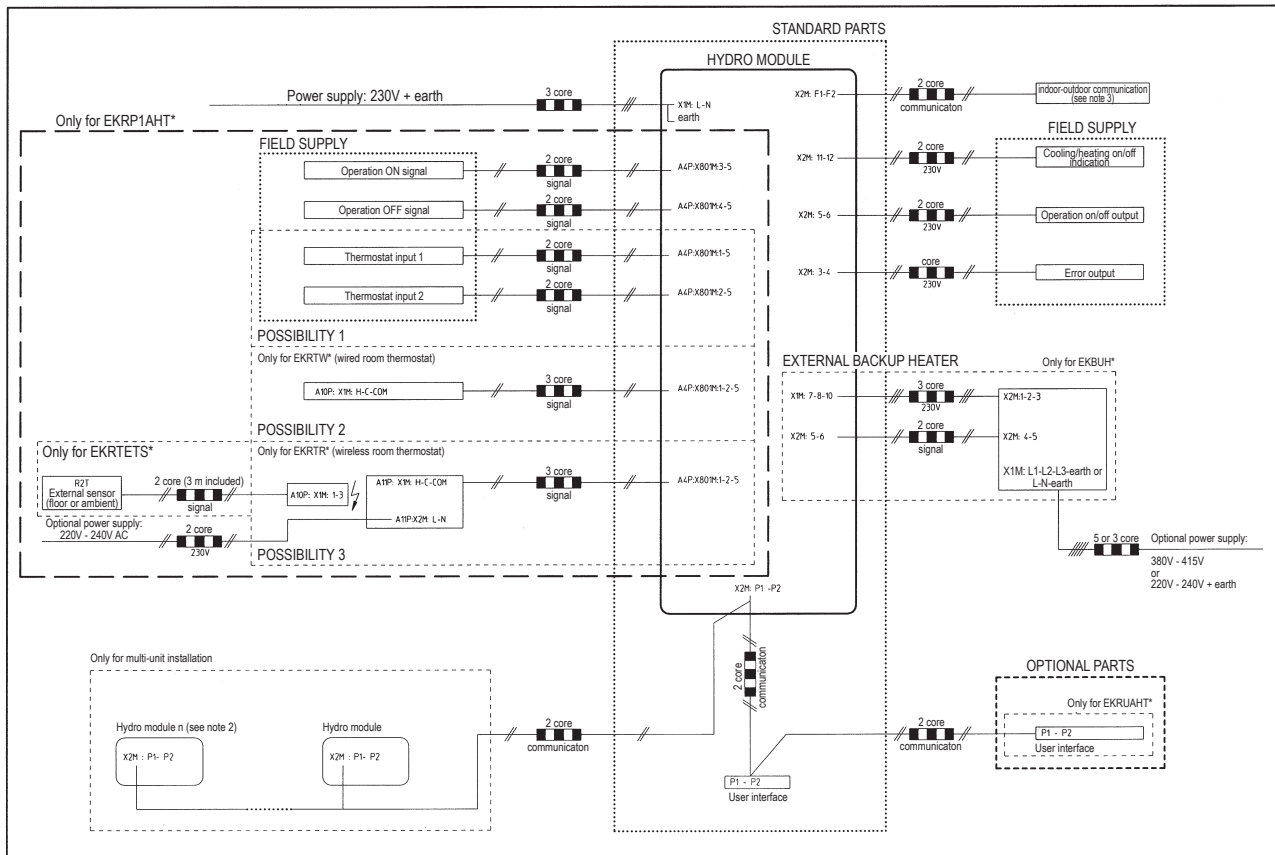 STANDARD PARTS
HYDRO MODULE
Power supply: 230V + earth
3 core
X1M: L-N
earth
X2M: F1-F2
2 core
communicaton
indoor-outdoor communication
(see note 3)
Only for EKRP1AHT*
FIELD SUPPLY
Operation ON signal
2 core
signal
A4P:X801M:3-5
Operation OFF signal
2 core
signal
A4P:X801M:4-5
Thermostat input 1
2 core
signal
A4P:X801M:1-5
Thermostat input 2
2 core
signal
A4P:X801M:2-5
POSSIBILITY 1
FIELD SUPPLY
X2M: 11-12
2 core
230V
Cooling/heating on/off
indication
X2M: 5-6
2 core
230V
Operation on/off output
X2M: 3-4
core
230V
Error output
Only for EKRTW* (wired room thermostat)
A10P: X1M: H-C-COM
3 core
signal
A4P:X801M:1-2-5
POSSIBILITY 2
EXTERNAL BACKUP HEATER
Only for EKBUH*
X1M: 7-8-10
3 core
230V
X2M:1-2-3
X2M: 5-6
2 core
signal
X2M: 4-5
X1M: L1-L2-L3-earth or
L-N-earth
5 or 3 core
Optional power supply:
380V - 415V
or
220V - 240V + earth
Only for EKRTETS*
Only for EKRTR* (wireless room thermostat)
R2T
External sensor
(floor or ambient)
2 core (3 m included)
signal
A10P: X1M: 1-3
A11P: X1M: H-C-COM
A11P:X2M: L-N
3 core
signal
A4P:X801M:1-2-5
Optional power supply:
220V - 240V AC
2 core
230V
POSSIBILITY 3
X2M: P1 -P2
2 core
communicaton
Only for multi-unit installation
Hydro module n (see note 2)
X2M : P1- P2
Hydro module
X2M : P1- P2
2 core
communicaton
P1 - P2
User interface
2 core
communicaton
OPTIONAL PARTS
Only for EKRUAHT*
P1 - P2
User interface